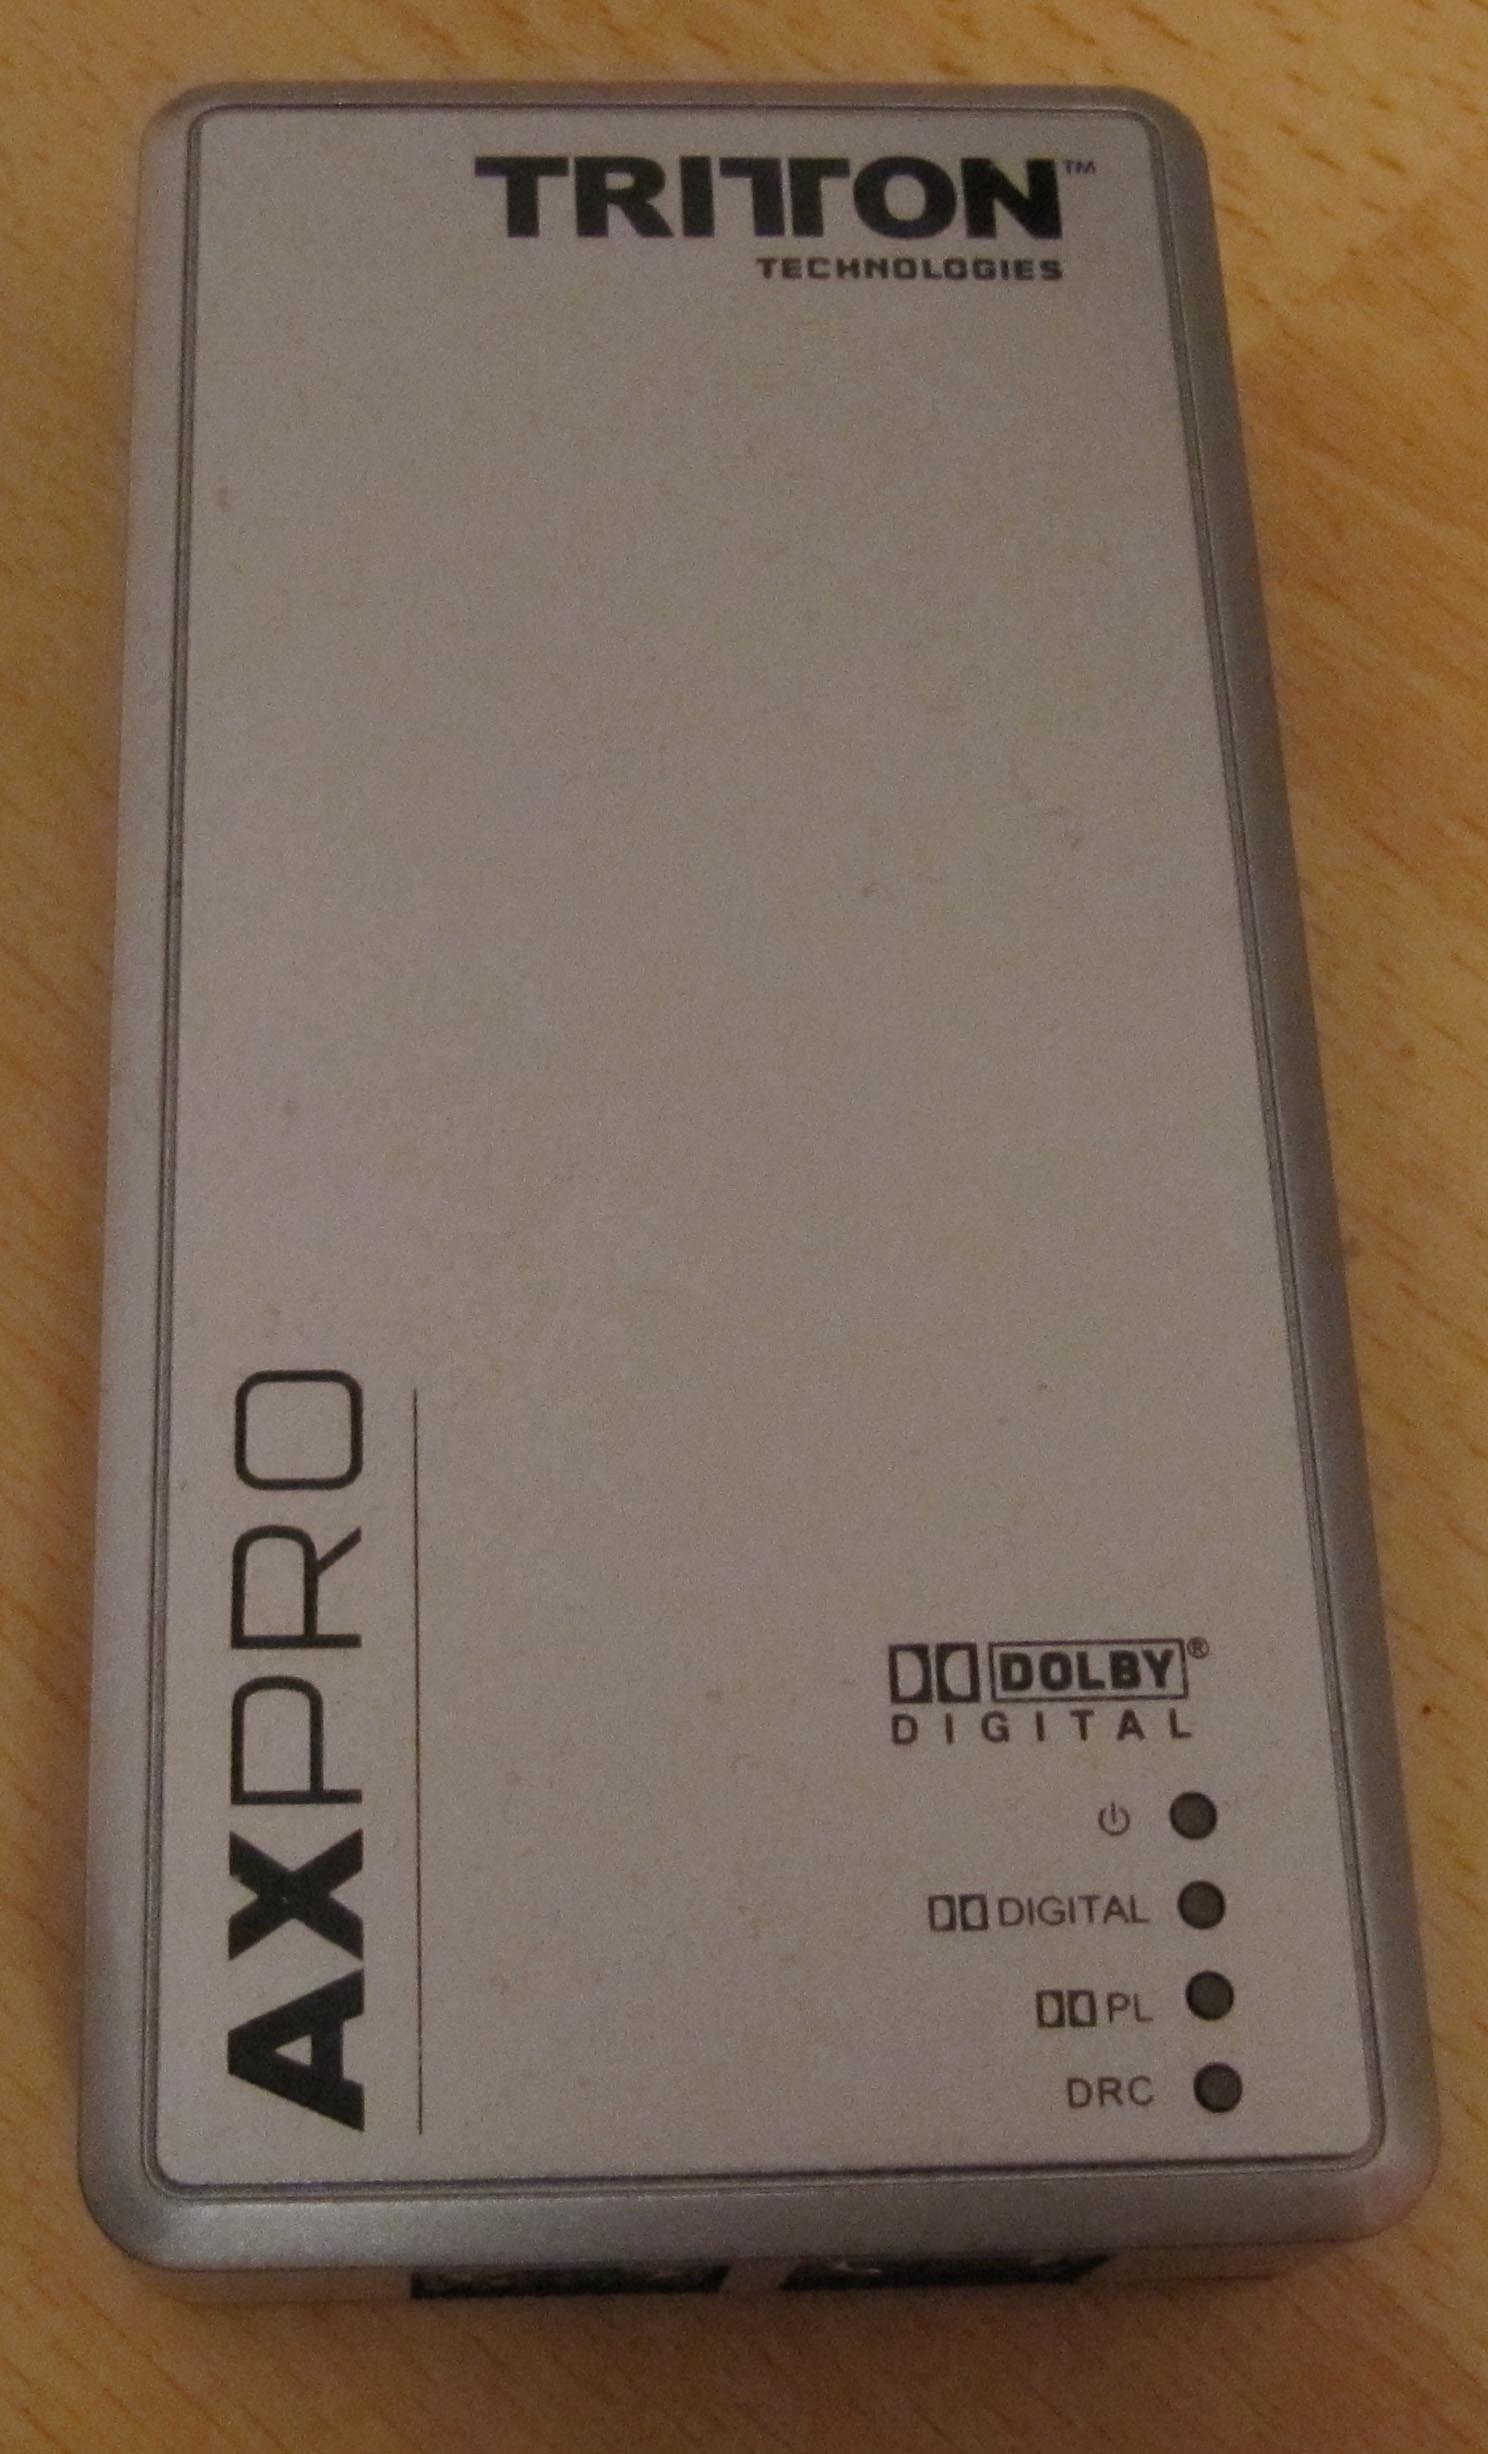 TRITTON™
TECHNOLOGIES
AXPRO
DOLBY®
DIGITAL
DIGITAL
PL
DRC